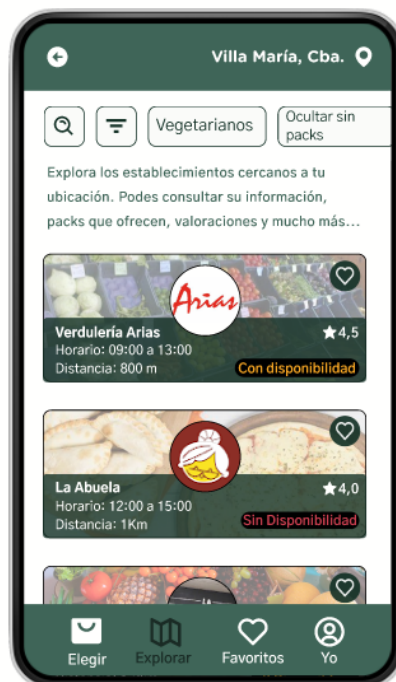 Villa María, Cba.
Vegetarianos
Ocultar sin
packs
Explora los establecimientos cercanos a tu
ubicación. Podes consultar su información,
packs que ofrecen, valoraciones y mucho más...
Arias
Verdulería Arias
4,5
Horario: 09:00 a 13:00
Distancia: 800 m
Con disponibilidad
La Abuela
4,0
Horario: 12:00 a 15:00
Distancia: 1Km
Sin Disponibilidad
LA
Elegir
Explorar
Favoritos
Yo